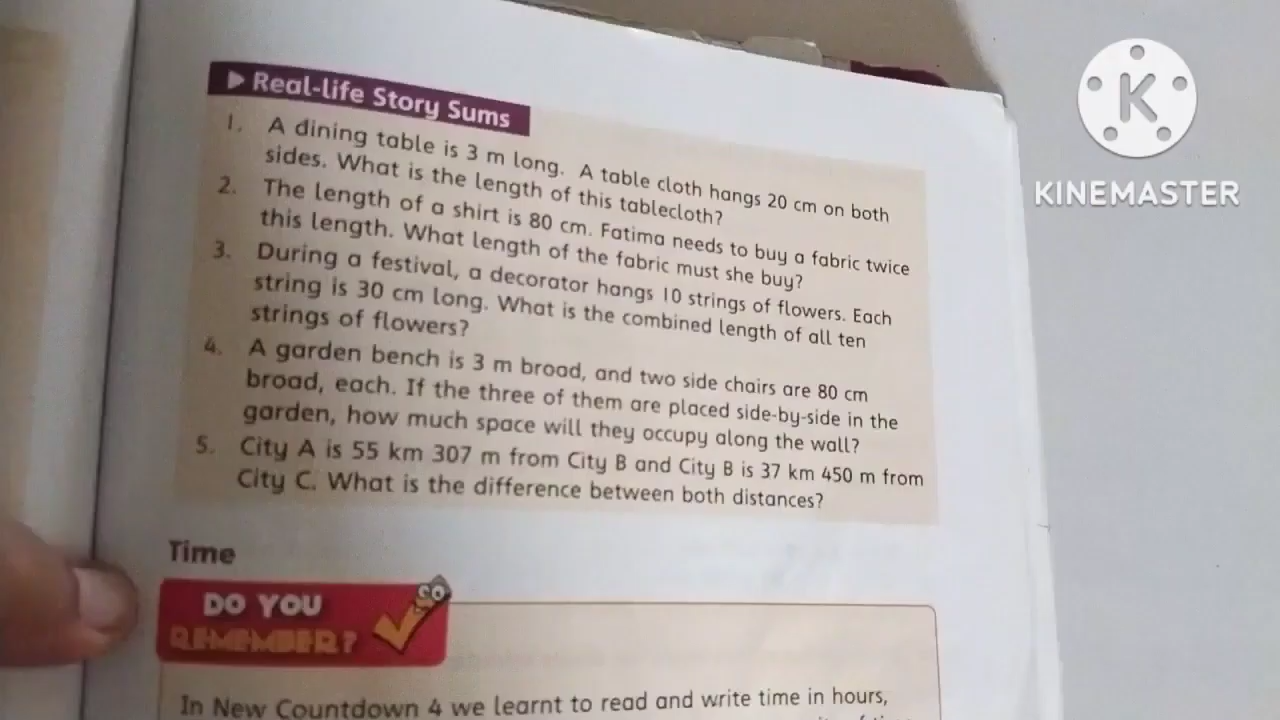 Real-life Story Sums
1. A dining table is 3 m long. A table cloth hangs 20 cm on both
sides. What is the length of this tablecloth?
2. The length of a shirt is 80 cm. Fatima needs to buy a fabric twice
this length. What length of the fabric must she buy?
3. During a festival, a decorator hangs 10 strings of flowers. Each
string is 30 cm long. What is the combined length of all ten
strings of flowers?
4. A garden bench is 3 m broad, and two side chairs are 80 cm
broad, each. If the three of them are placed side-by-side in the
garden, how much space will they occupy along the wall?
5. City A is 55 km 307 m from City B and City B is 37 km 450 m from
City C. What is the difference between both distances?
Time
DO YOU
REMEMBER?
In New Countdown 4 we learnt to read and write time in hours,
K
KINEMASTER